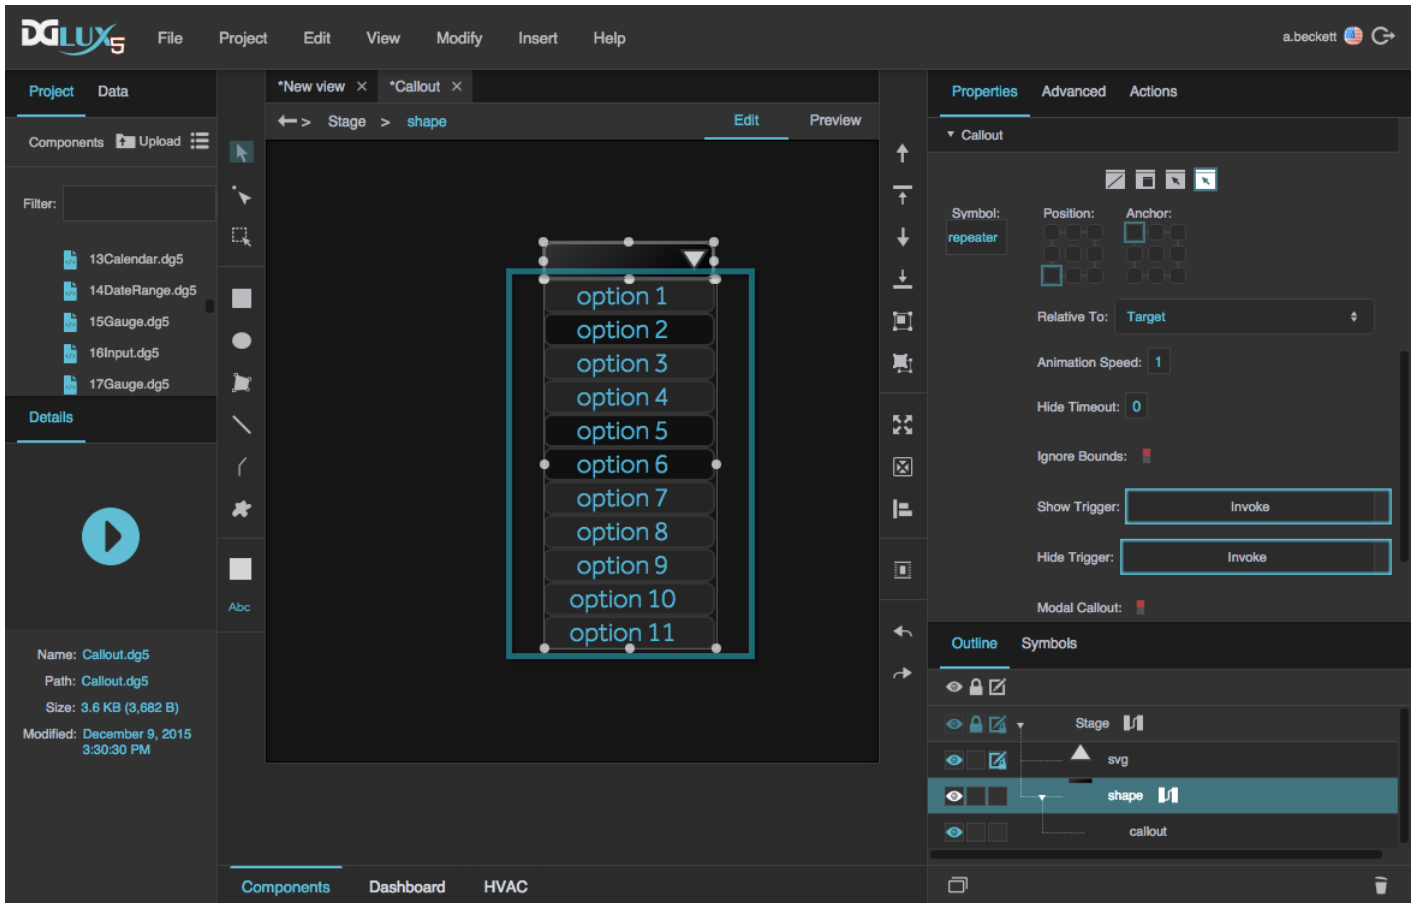 DGLUX5 File Project Edit View Modify Insert Help a.beckett
Project Data
Components Upload
Filter:
13Calendar.dg5
14DateRange.dg5
15Gauge.dg5
16Input.dg5
17Gauge.dg5
Details
Name: Callout.dg5
Path: Callout.dg5
Size: 3.6 KB (3,682 B)
Modified: December 9, 2015
3:30:30 PM
Abc
*New view × *Callout ×
> Stage > shape Edit Preview
option 1
option 2
option 3
option 4
option 5
option 6
option 7
option 8
option 9
option 10
option 11
Components Dashboard HVAC
Properties Advanced Actions
Callout
Symbol: Position: Anchor:
repeater
Relative To: Target
Animation Speed: 1
Hide Timeout: 0
Ignore Bounds:
Show Trigger: Invoke
Hide Trigger: Invoke
Modal Callout:
Outline Symbols
Stage
svg
shape
callout